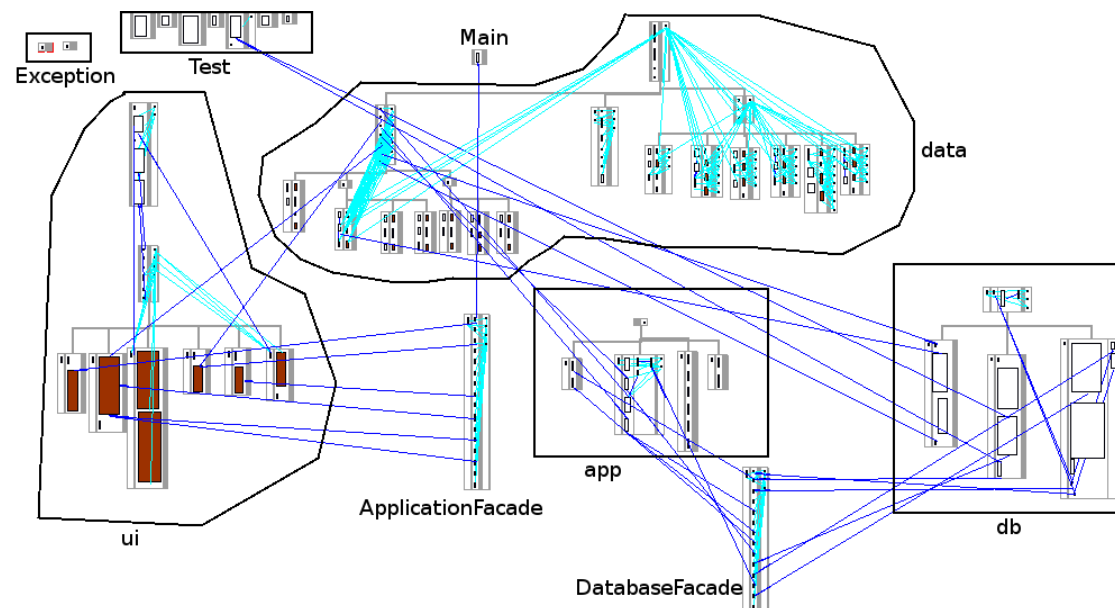 Main
Test
Exception
data
ApplicationFacade
app
ui
db
DatabaseFacade